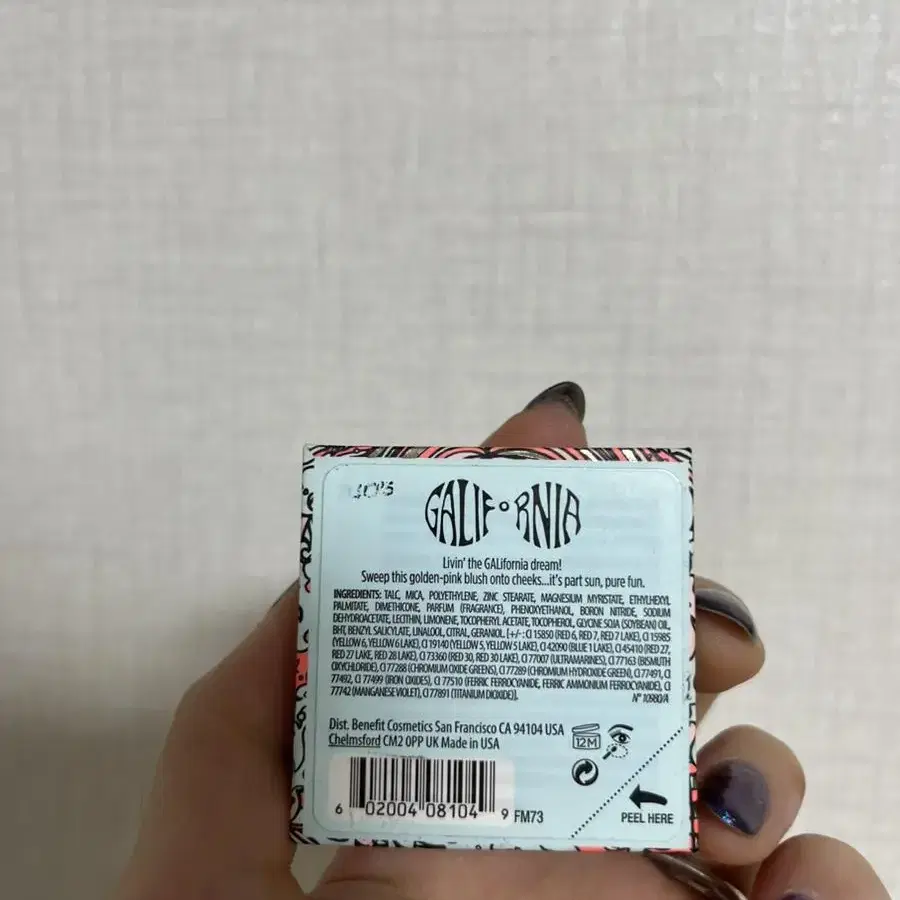 GALIFORNIA
Livin' the GALifornia dream!
Sweep this golden-pink blush onto cheeks...it's part sun, pure fun.
INGREDIENTS: TALC, MICA, POLYETHYLENE, ZINC STEARATE, MAGNESIUM MYRISTATE, ETHYLHEXYL
PALMITATE, DIMETHICONE, PARFUM (FRAGRANCE), PHENOXYETHANOL, BORON NITRIDE, SODIUM
DEHYDROACETATE, LECITHIN, LIMONENE, TOCOPHERYL ACETATE, TOCOPHEROL, GLYCINE SOJA (SOYBEAN) OIL,
BHT, BENZYL SALICYLATE, LINALOOL, CITRAL, GERANIOL. [+/-: CI 15850 (RED 6, RED 7, RED 7 LAKE), CI 15985
(YELLOW 6, YELLOW 6 LAKE), CI 19140 (YELLOW 5, YELLOW 5 LAKE), CI 42090 (BLUE 1 LAKE), CI 45410 (RED 27,
RED 27 LAKE, RED 28 LAKE), CI 73360 (RED 30, RED 30 LAKE), CI 77007 (ULTRAMARINES), CI 77163 (BISMUTH
OXYCHLORIDE), CI 77288 (CHROMIUM OXIDE GREENS), CI 77289 (CHROMIUM HYDROXIDE GREEN), CI 77491, CI
77492, CI 77499 (IRON OXIDES), CI 77510 (FERRIC FERROCYANIDE, FERRIC AMMONIUM FERROCYANIDE), CI
77742 (MANGANESE VIOLET), CI 77891 (TITANIUM DIOXIDE)].
N° 10980/A
Dist. Benefit Cosmetics San Francisco CA 94104 USA
Chelmsford CM2 0PP UK Made in USA
12M
6 02004 08104 9 FM73
PEEL HERE